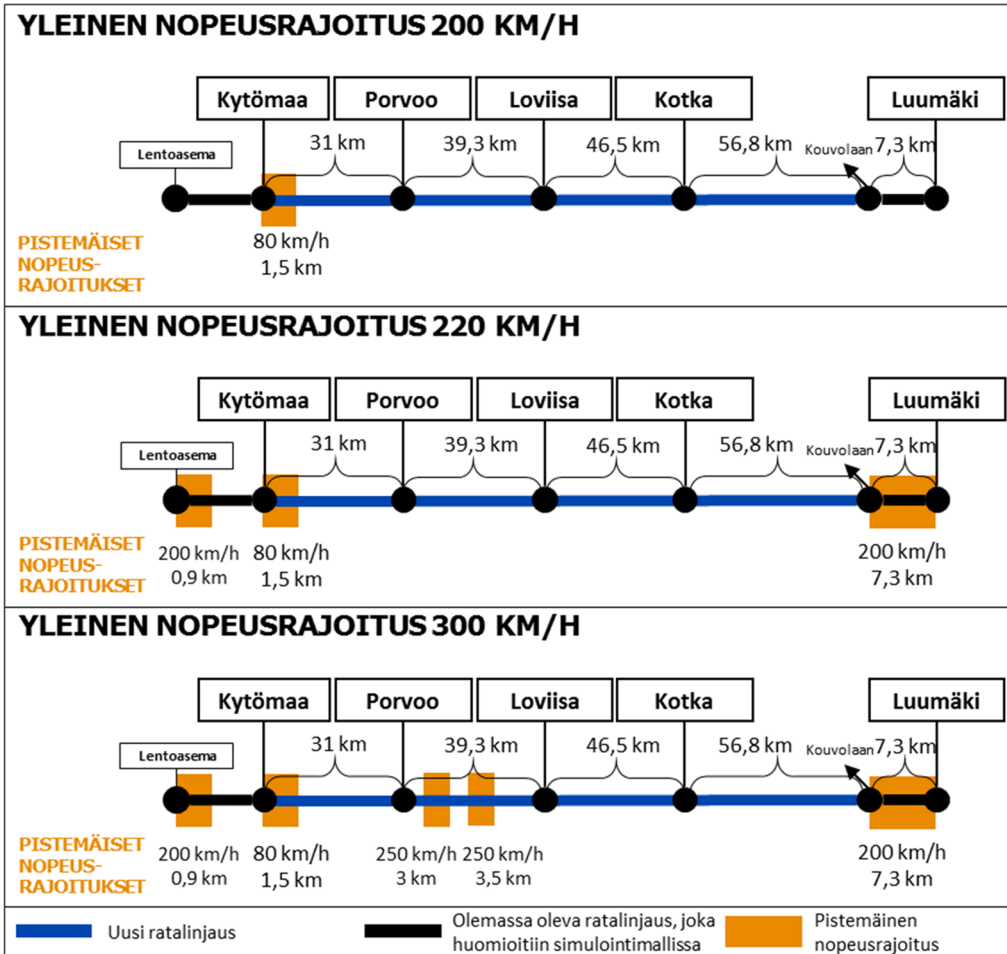 YLEINEN NOPEUSRAJOITUS 200 KM/H
Kytömaa
Porvoo
Loviisa
Kotka
Luumäki
Lentoasema
31 km
39,3 km
46,5 km
56,8 km
Kouvolaan
7,3 km
PISTEMÄISET
NOPEUS-
RAJOITUKSET
80 km/h
1,5 km
YLEINEN NOPEUSRAJOITUS 220 KM/H
Kytömaa
Porvoo
Loviisa
Kotka
Luumäki
Lentoasema
31 km
39,3 km
46,5 km
56,8 km
Kouvolaan
7,3 km
PISTEMÄISET
NOPEUS-
RAJOITUKSET
200 km/h
0,9 km
80 km/h
1,5 km
200 km/h
7,3 km
YLEINEN NOPEUSRAJOITUS 300 KM/H
Kytömaa
Porvoo
Loviisa
Kotka
Luumäki
Lentoasema
31 km
39,3 km
46,5 km
56,8 km
Kouvolaan
7,3 km
PISTEMÄISET
NOPEUS-
RAJOITUKSET
200 km/h
0,9 km
80 km/h
1,5 km
250 km/h
3 km
250 km/h
3,5 km
200 km/h
7,3 km
Uusi ratalinjaus
Olemassa oleva ratalinjaus, joka
huomioitiin simulointimallissa
Pistemäinen
nopeusrajoitus